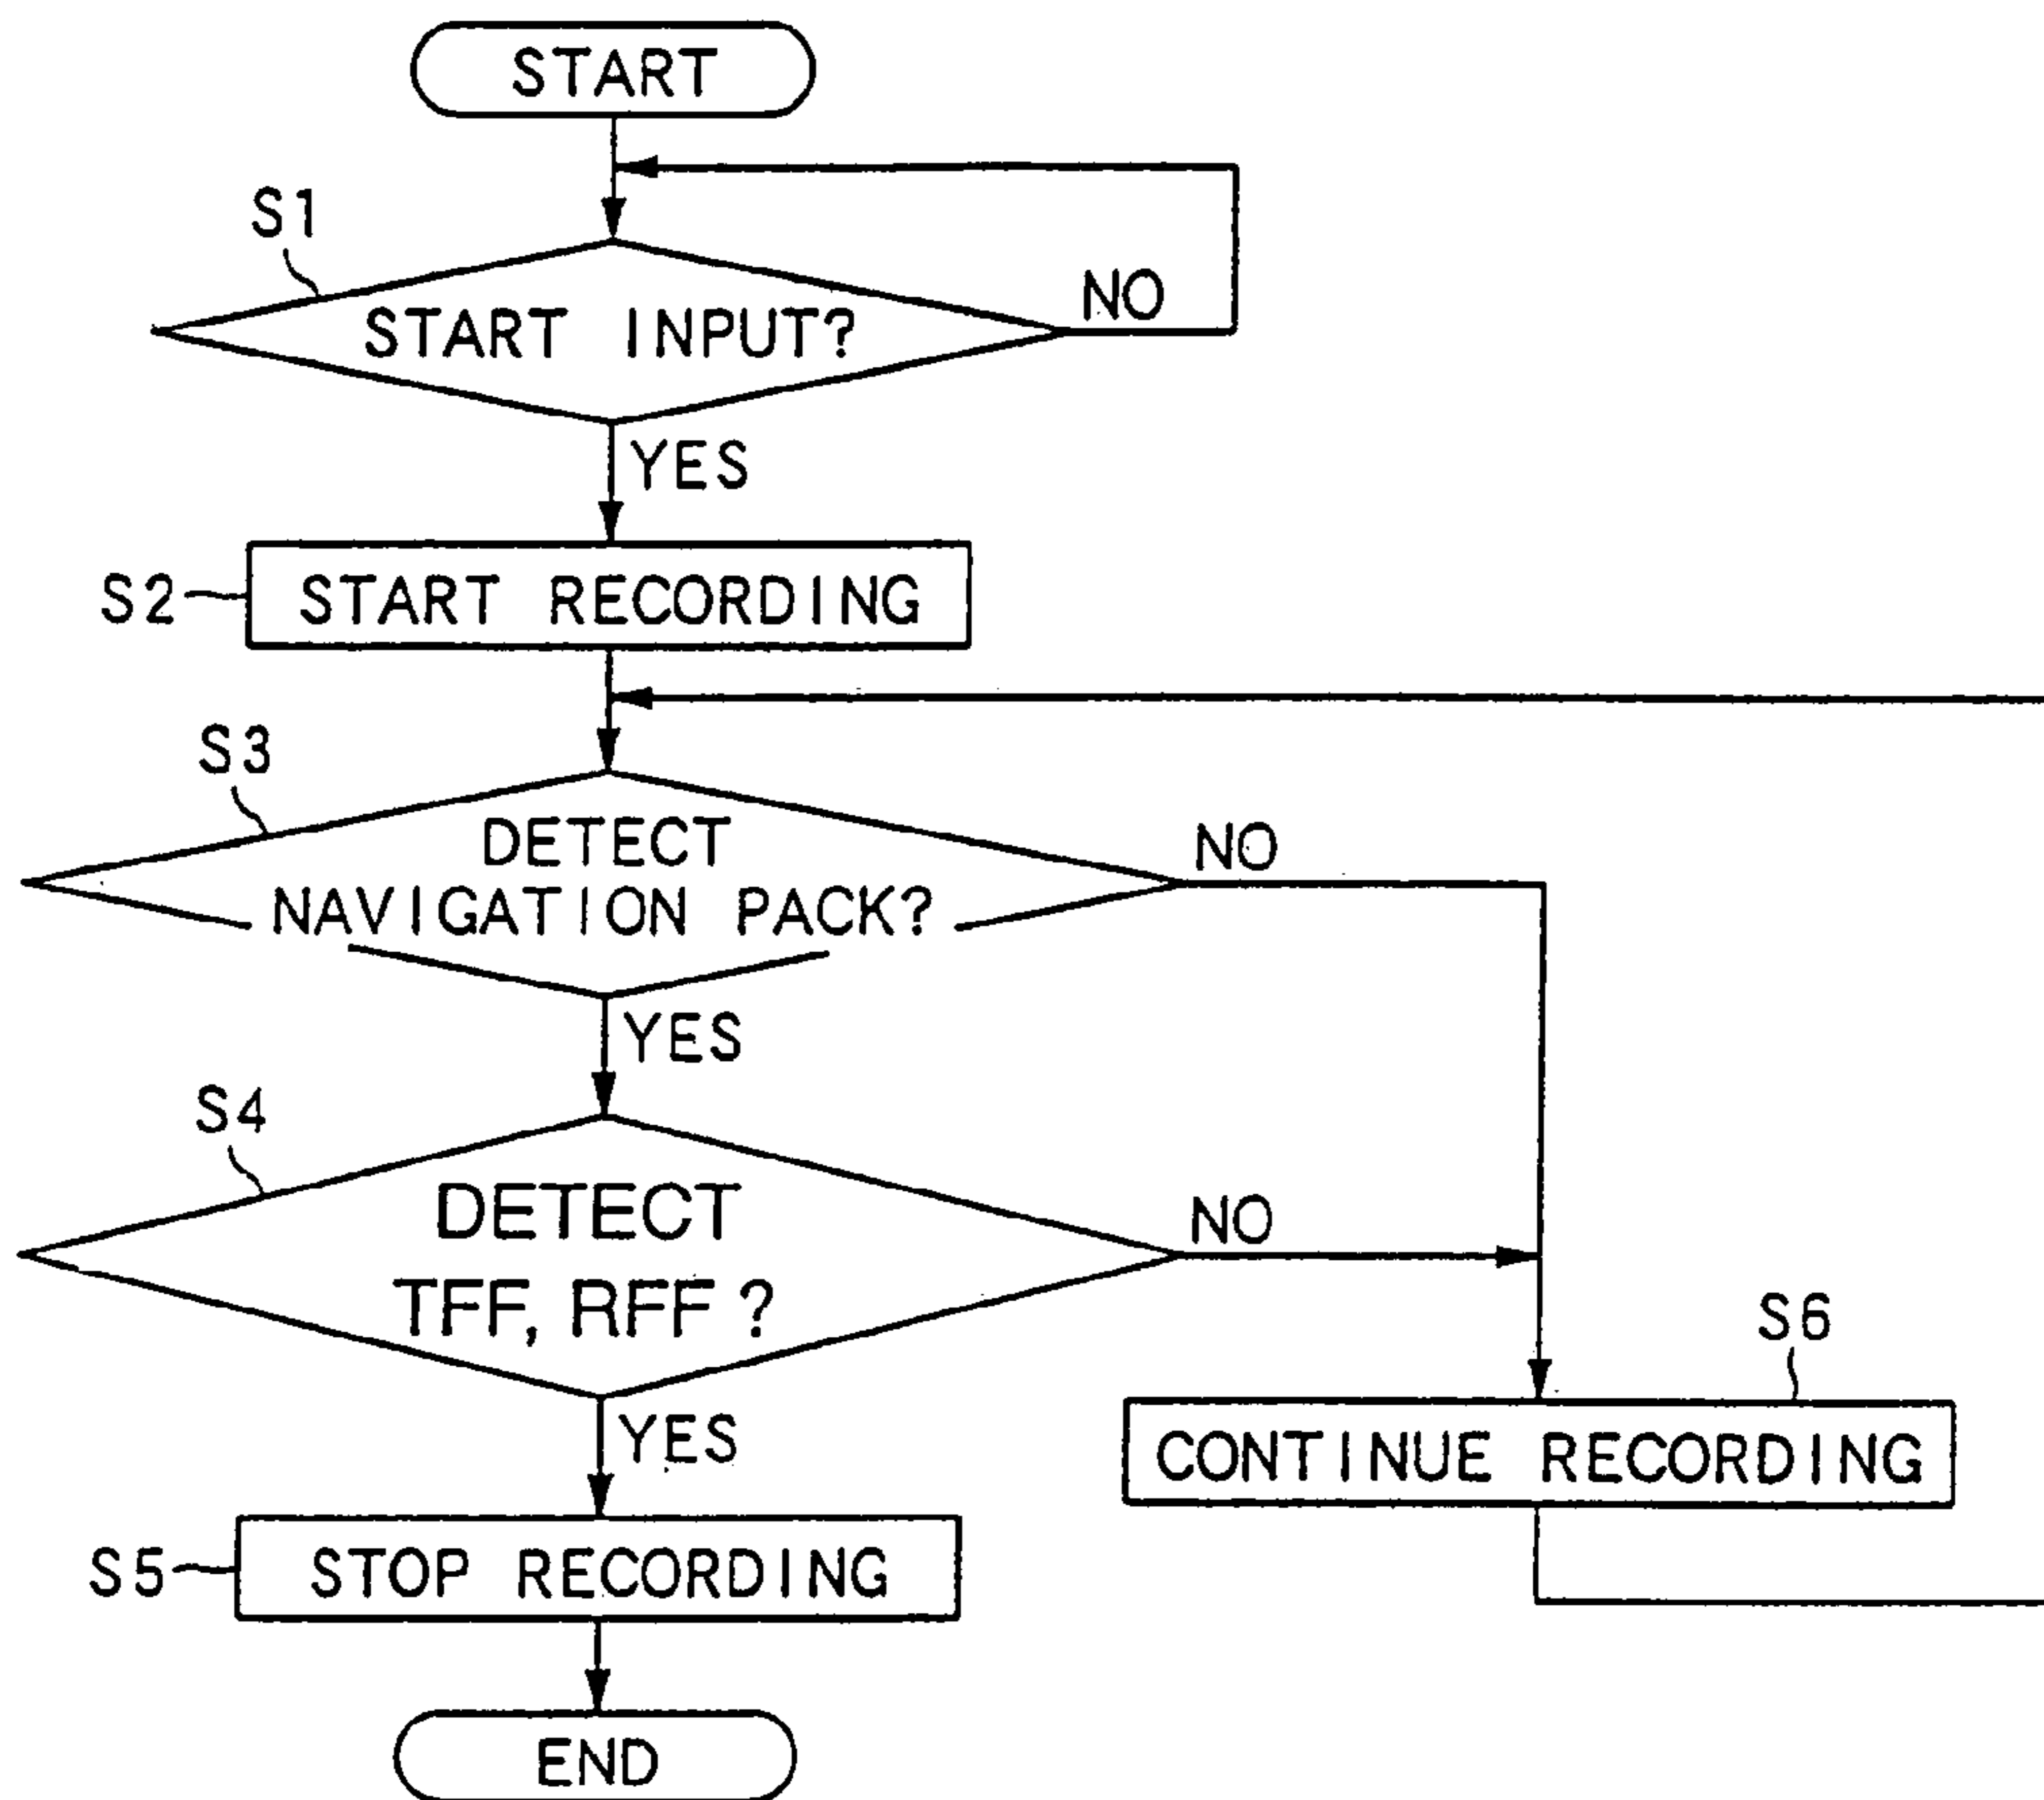 START
S1
START INPUT?
NO
YES
S2
START RECORDING
S3
DETECT
NAVIGATION PACK?
NO
YES
S4
DETECT
TFF, RFF ?
NO
YES
S6
CONTINUE RECORDING
S5
STOP RECORDING
END